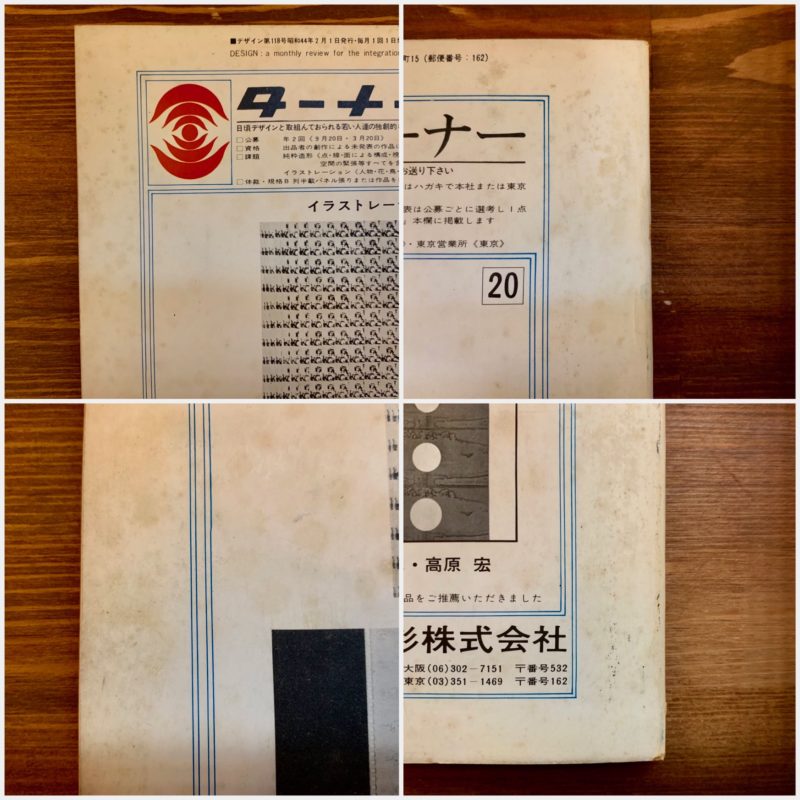 ■デザイン第118号昭和44年2月1日発行・毎月1回1日
DESIGN: a monthly review for the integration
ターナー
日頃デザインと取組んでおられる若い人達の独創的
□公募 年2回(9月20日・3月20日)
□資格 出品者の創作による未発表の作品
□課題 純粋造形(点・線・面による構成・視
空間の緊張等すべてを含
イラストレーション(人物・花・鳥
□体裁・規格B列半截パネル張りまたは作品を
イラストレー
町15(郵便番号:162)
ーナー
お送り下さい
はハガキで本社または東京
表は公募ごとに選考し1点
本欄に掲載します
・東京営業所《東京》
20
・高原 宏
品をご推薦いただきました
彩株式会社
大阪(06)302-7151 〒番号532
東京(03)351-1469 〒番号162